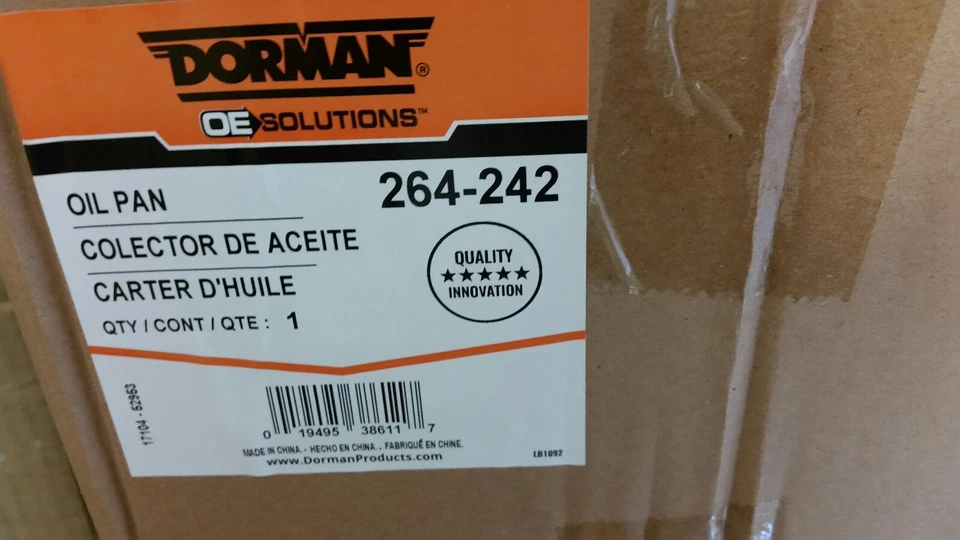 DORMAN®
OE SOLUTIONS™
OIL PAN
264-242
COLECTOR DE ACEITE
CARTER D'HUILE
QTY / CONT / QTE : 1
QUALITY
★★★★★
INNOVATION
17104 - 52953
0 19495 38611 7
MADE IN CHINA. - HECHO EN CHINA. , FABRIQUÉ EN CHINE.
www.DormanProducts.com
LB1092